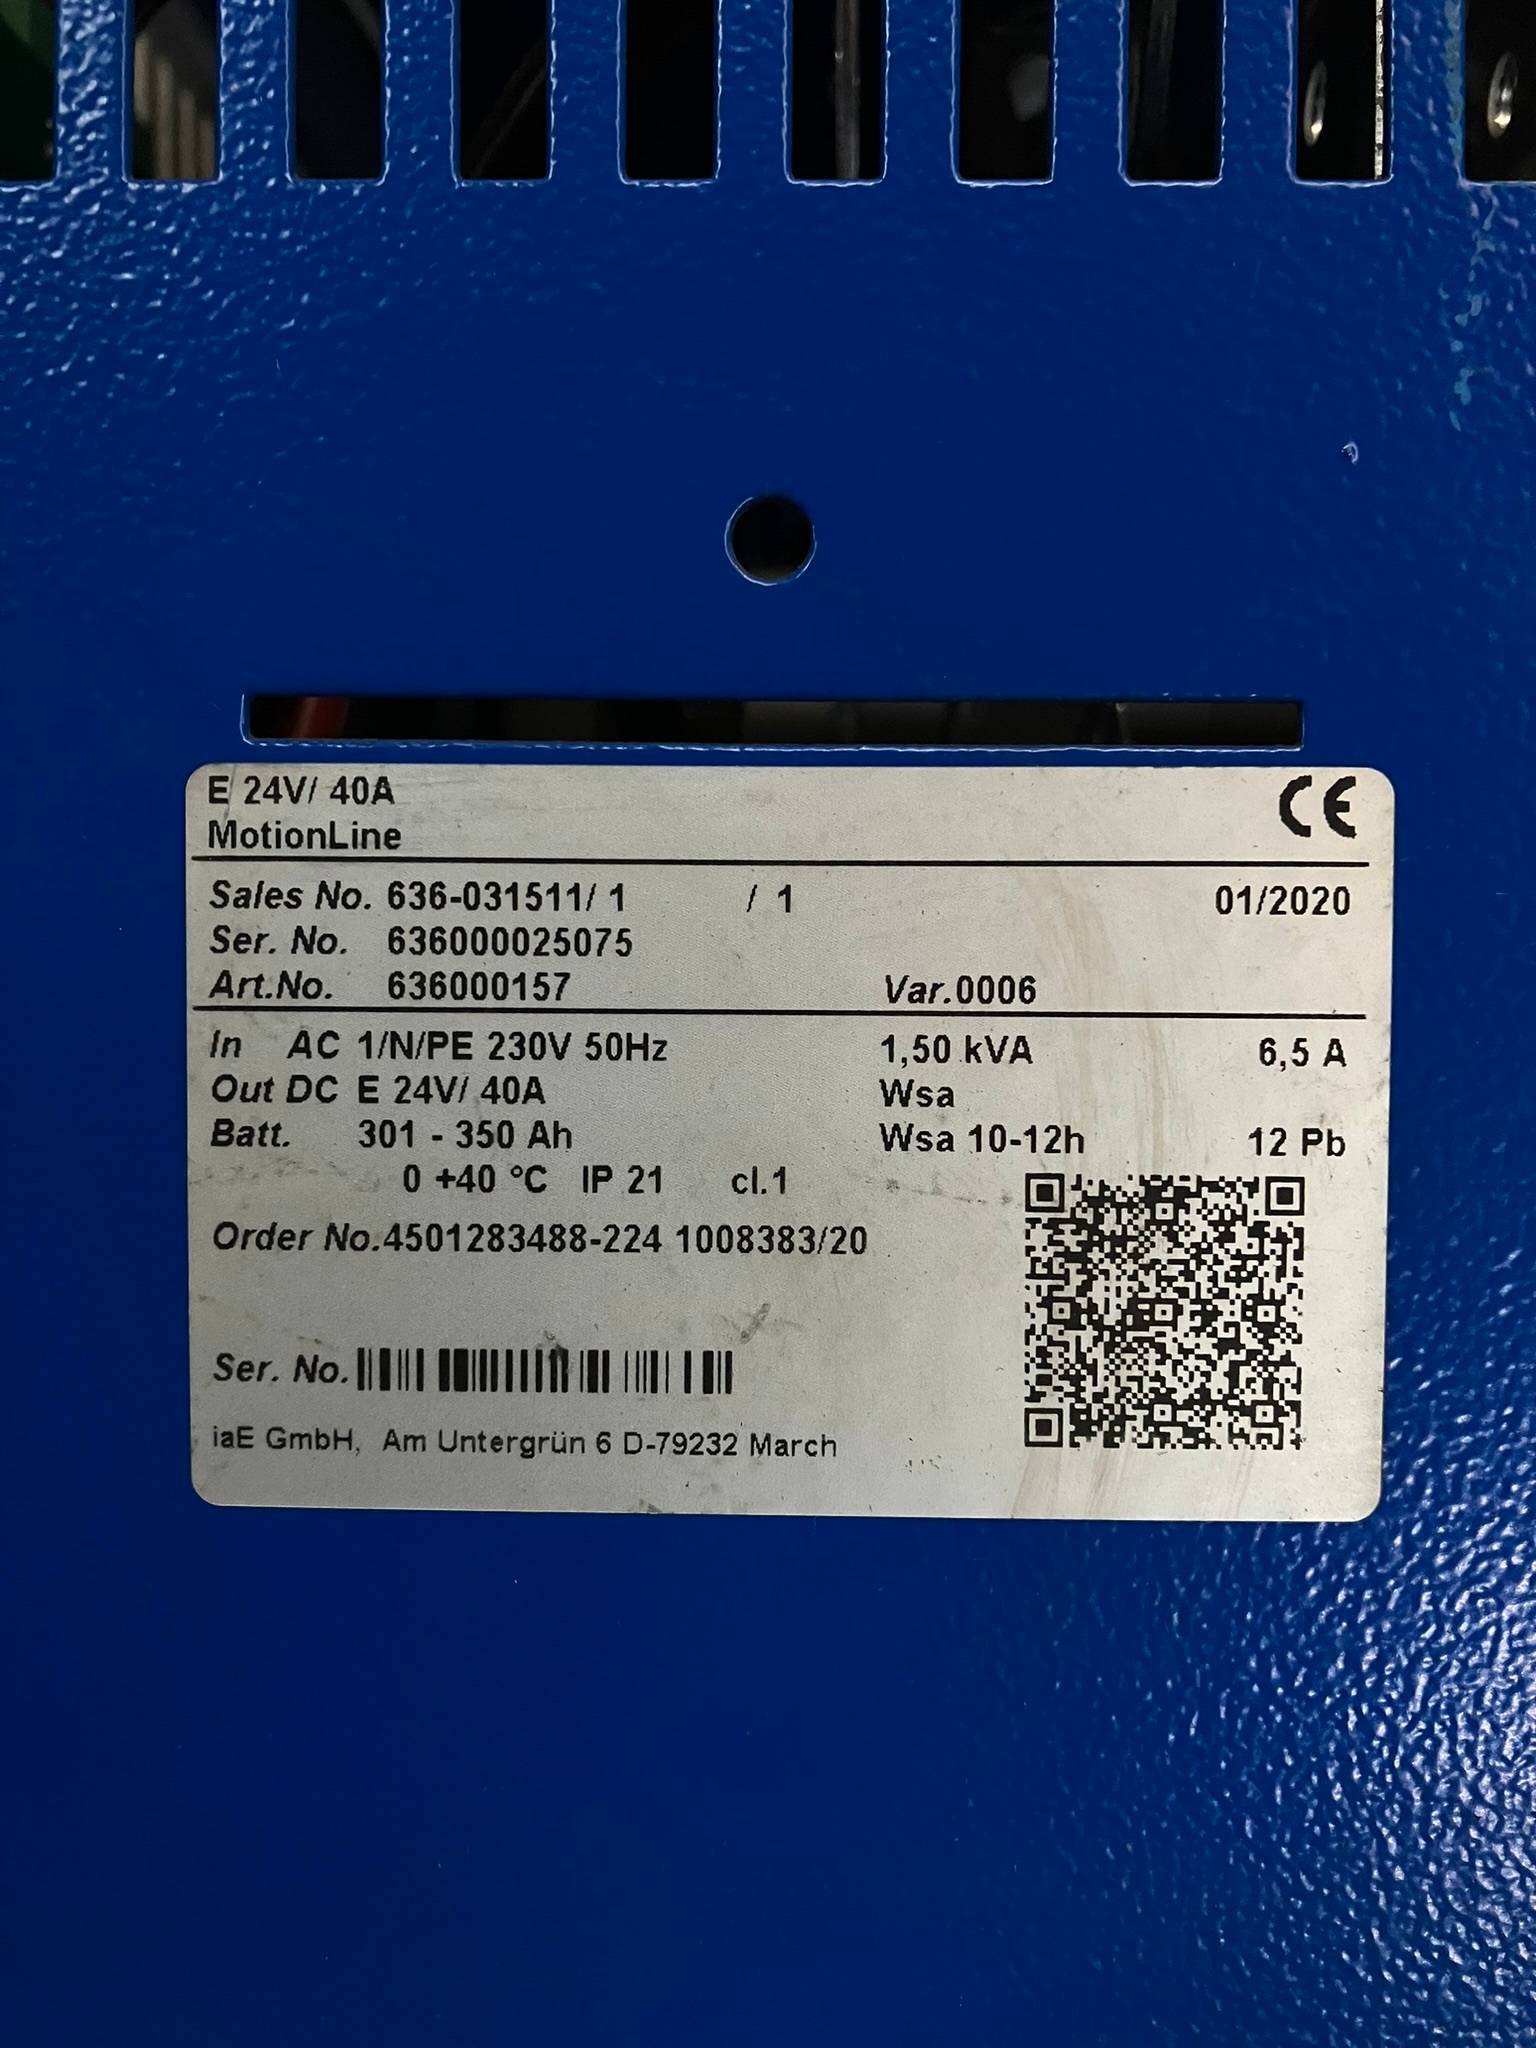 E 24V/ 40A
MotionLine
CE
Sales No. 636-031511/ 1 / 1 01/2020
Ser. No. 636000025075
Art.No. 636000157 Var.0006
In AC 1/N/PE 230V 50Hz 1,50 kVA 6,5 A
Out DC E 24V/ 40A Wsa
Batt. 301 - 350 Ah Wsa 10-12h 12 Pb
0 +40 °C IP 21 cl.1
Order No.4501283488-224 1008383/20
Ser. No.
iaE GmbH, Am Untergrün 6 D-79232 March